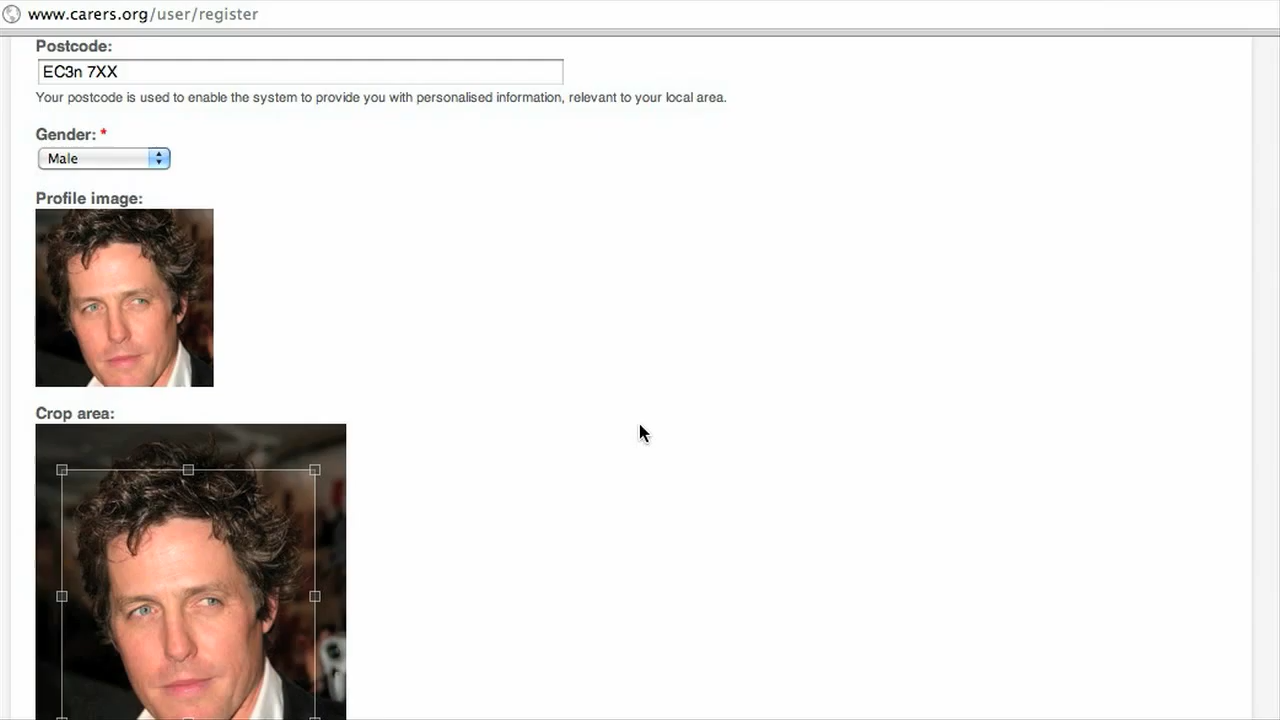 www.carers.org/user/register
Postcode:
EC3n 7XX
Your postcode is used to enable the system to provide you with personalised information, relevant to your local area.
Gender: *
Male
Profile image:
Crop area: